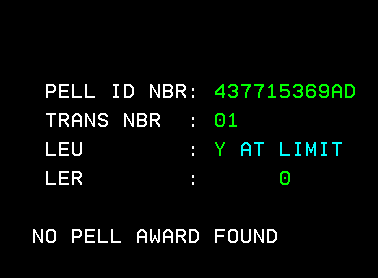 PELL ID NBR: 437715369AD
TRANS NBR : 01
LEU : Y AT LIMIT
LER : 0
NO PELL AWARD FOUND